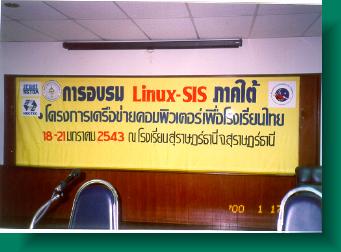 การอบรม Linux-SIS ภาคใต้
โครงการเครือข่ายคอมพิวเตอร์เพื่อโรงเรียนไทย
18-21 มกราคม 2543 ณ โรงเรียนสุราษฎร์ธานี จ.สุราษฎร์ธานี
NSTDA
NECTEC
'00 1 17